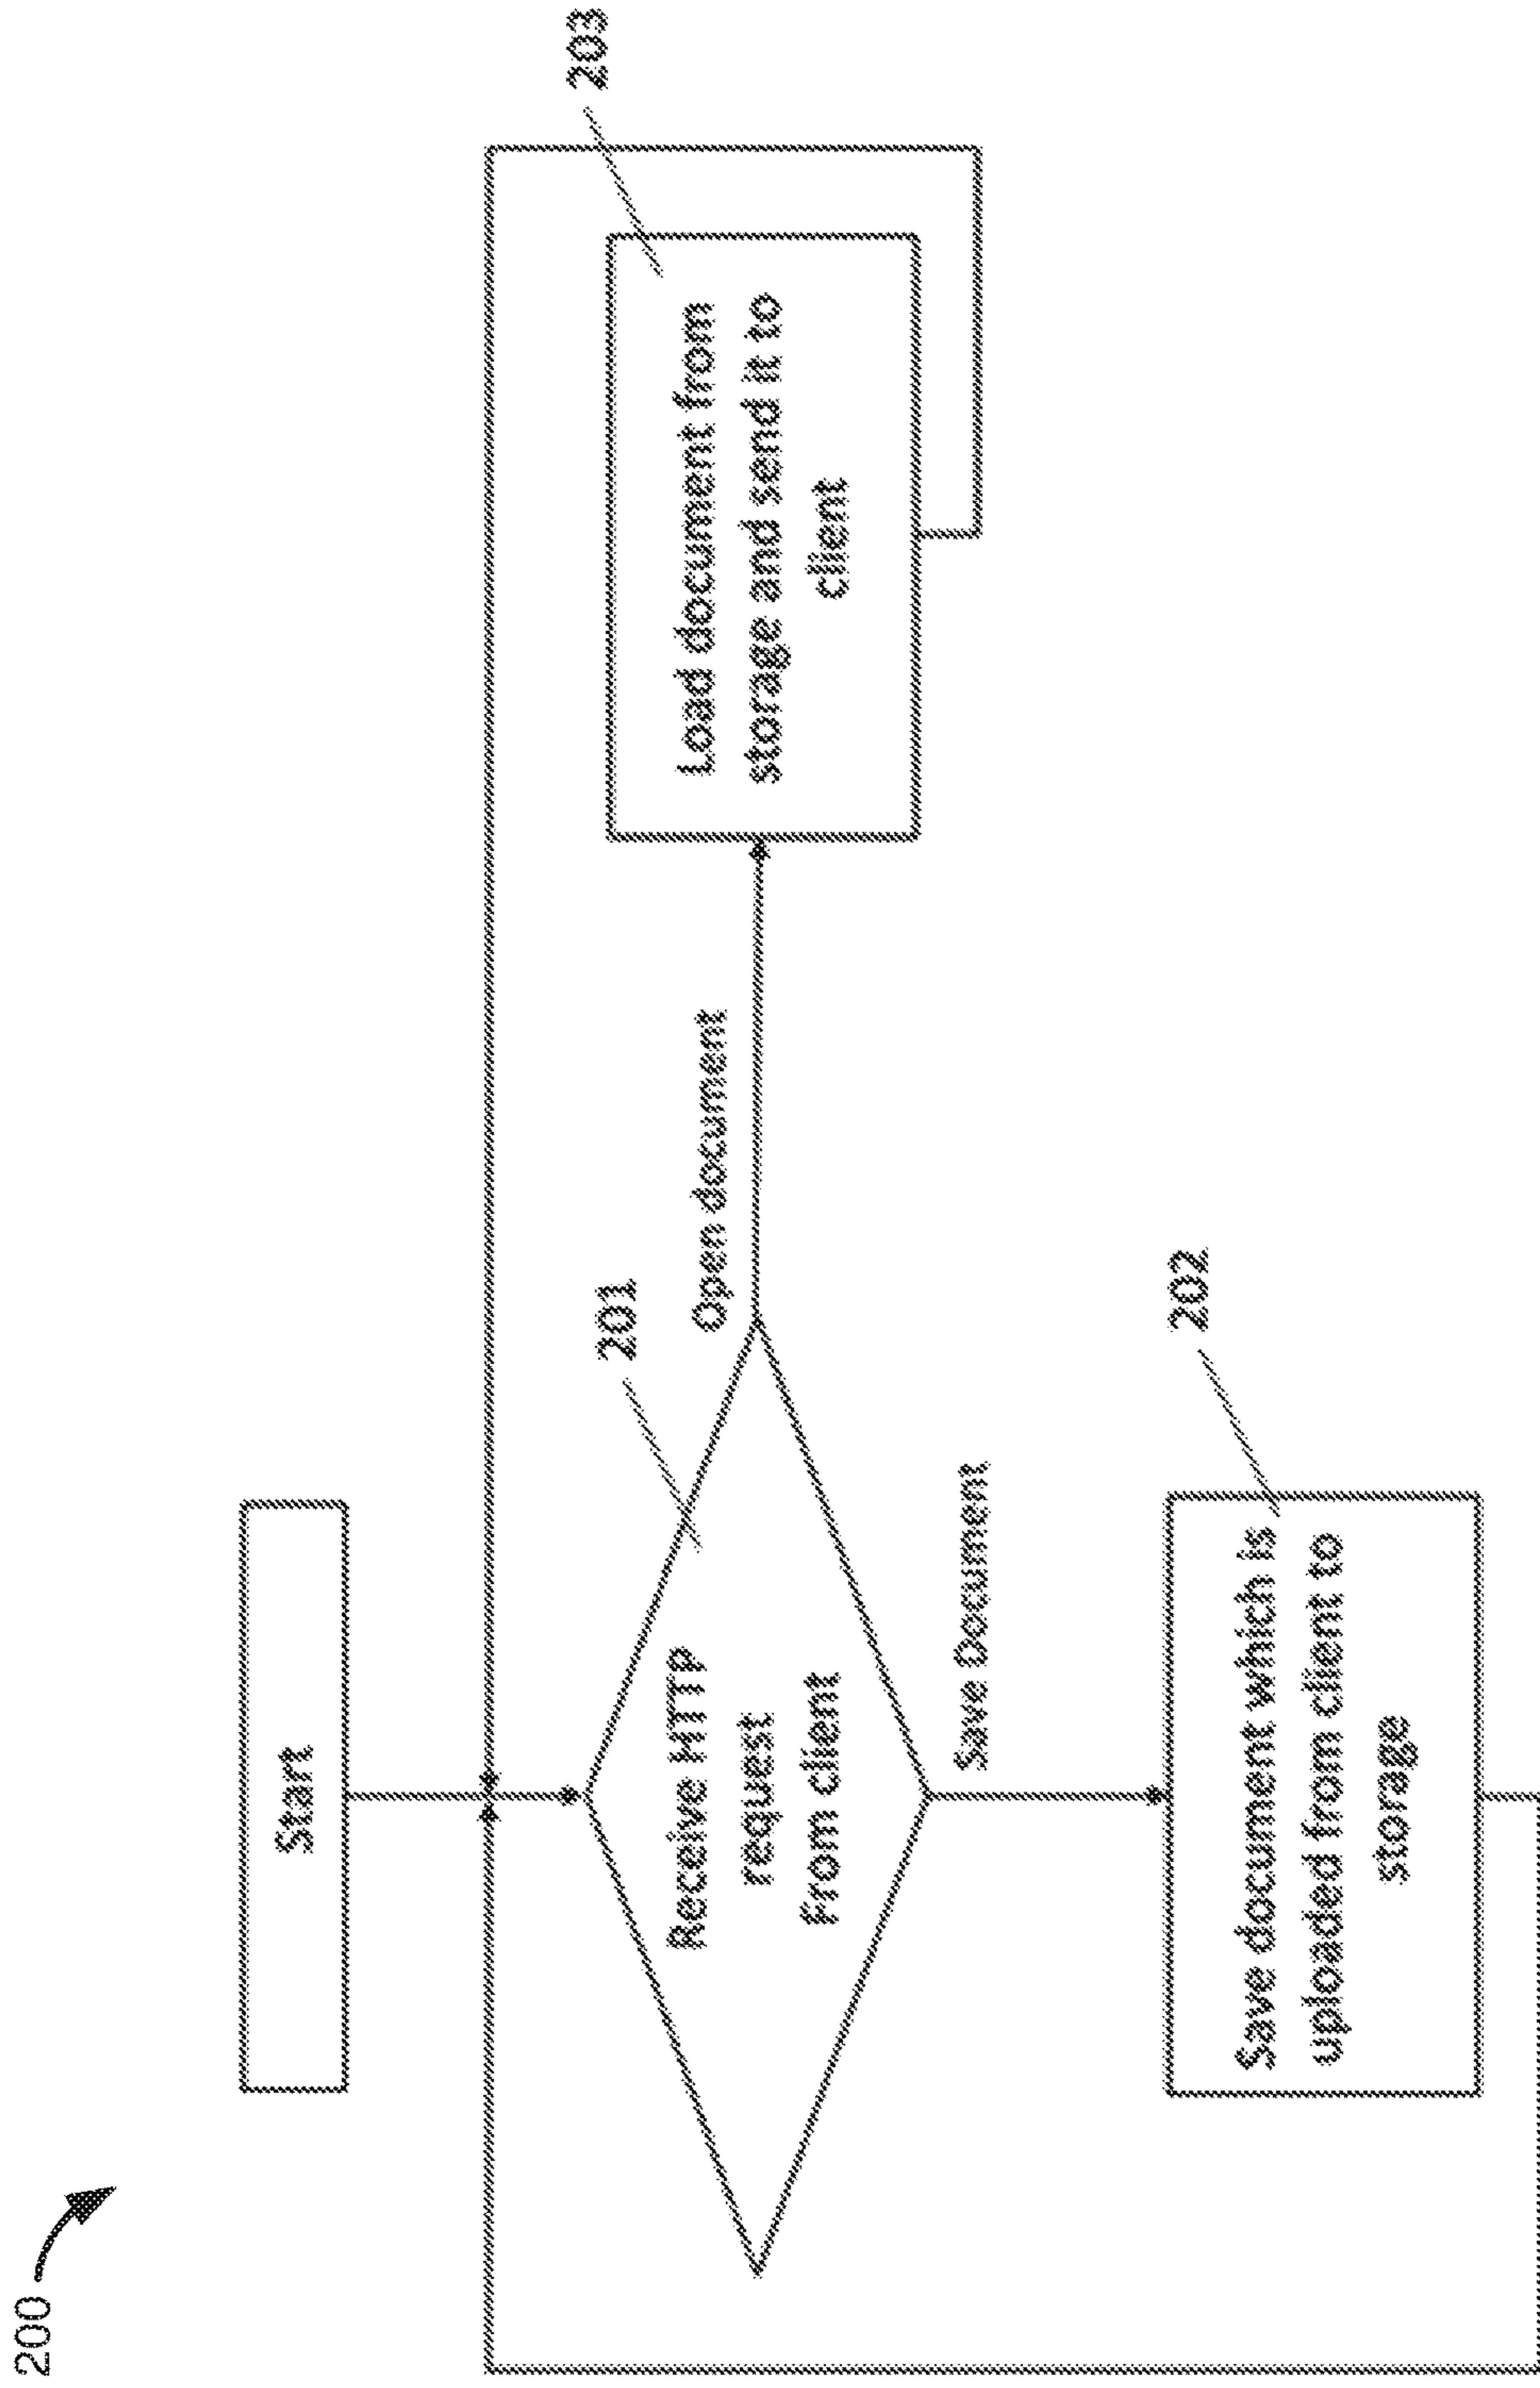 200
Start
201
Receive HTTP
request
From client
Open document
203
Load document from
storage and send it to
client
Save Document
202
Save document which is
uploaded from client to
storage